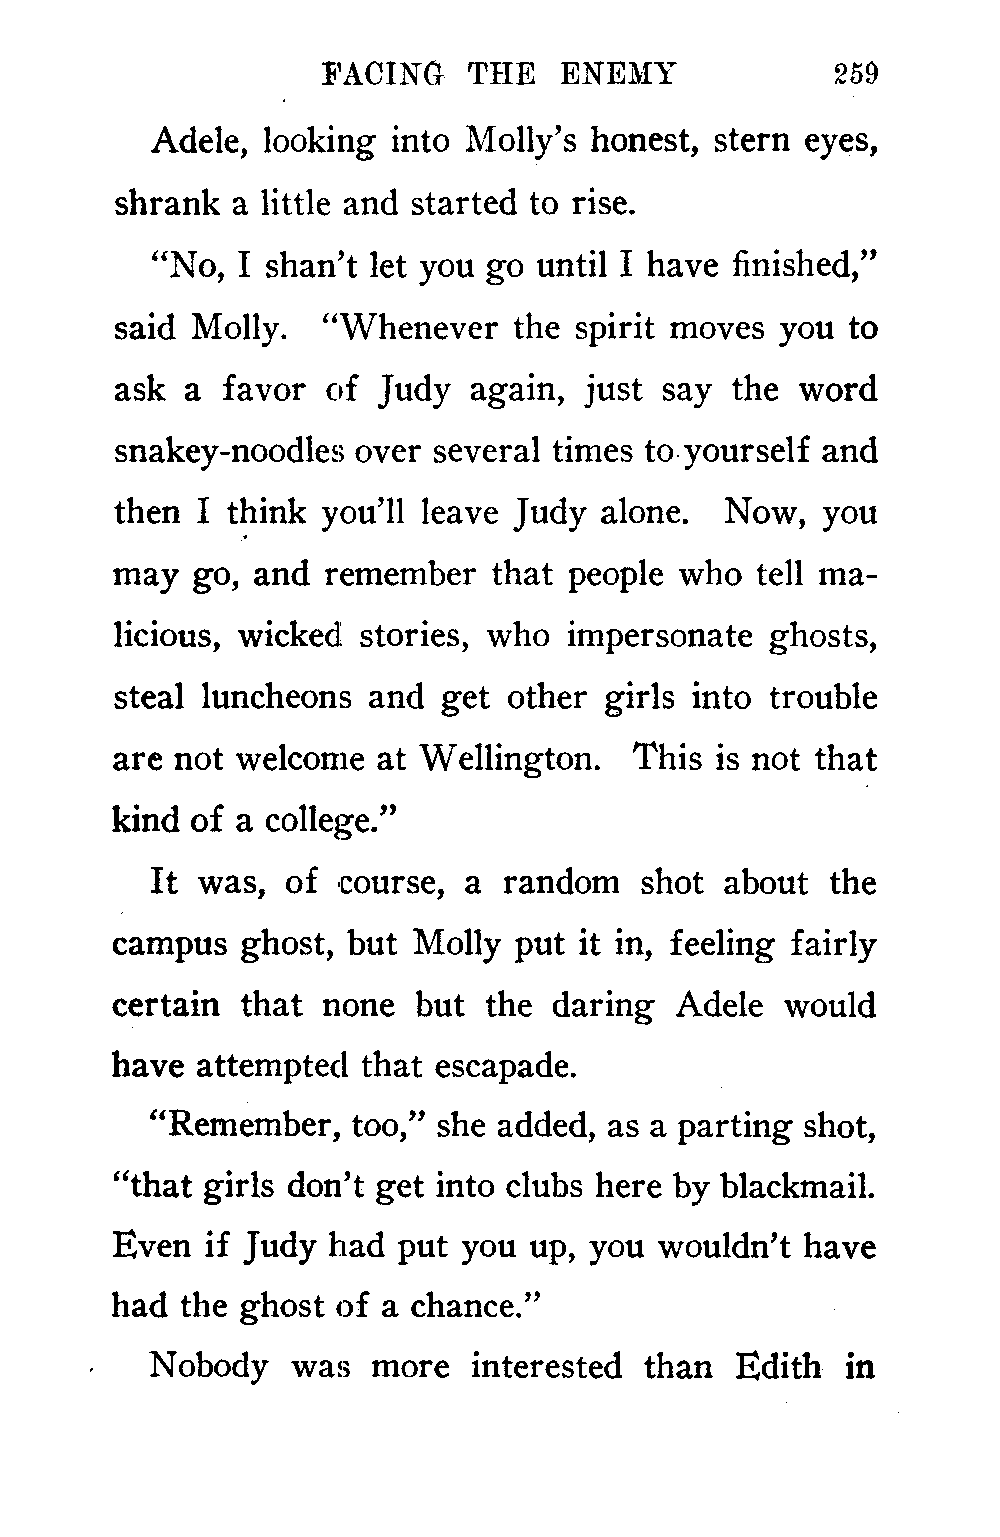 FACING THE ENEMY 259
Adele, looking into Molly's honest, stern eyes,
shrank a little and started to rise.
“No, I shan't let you go until I have finished,”
said Molly. “Whenever the spirit moves you to
ask a favor of Judy again, just say the word
snakey-noodles over several times to yourself and
then I think you'll leave Judy alone. Now, you
may go, and remember that people who tell ma-
licious, wicked stories, who impersonate ghosts,
steal luncheons and get other girls into trouble
are not welcome at Wellington. This is not that
kind of a college.”
It was, of course, a random shot about the
campus ghost, but Molly put it in, feeling fairly
certain that none but the daring Adele would
have attempted that escapade.
“Remember, too,” she added, as a parting shot,
“that girls don't get into clubs here by blackmail.
Even if Judy had put you up, you wouldn't have
had the ghost of a chance.”
Nobody was more interested than Edith in